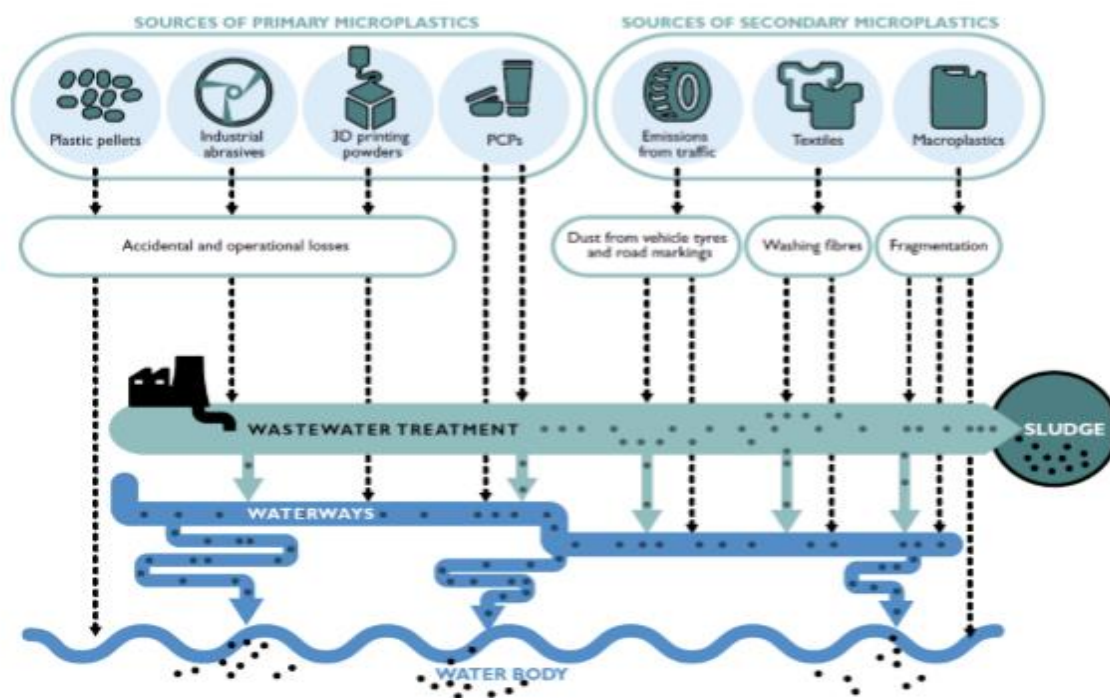 SOURCES OF PRIMARY MICROPLASTICS
SOURCES OF SECONDARY MICROPLASTICS
Plastic pellets
Industrial
abrasives
3D printing
powders
PCPs
Emissions
from traffic
Textiles
Macroplastics
Accidental and operational losses
Dust from vehicle tyres
and road markings
Washing fibres
Fragmentation
WASTEWATER TREATMENT
SLUDGE
WATERWAYS
WATER BODY